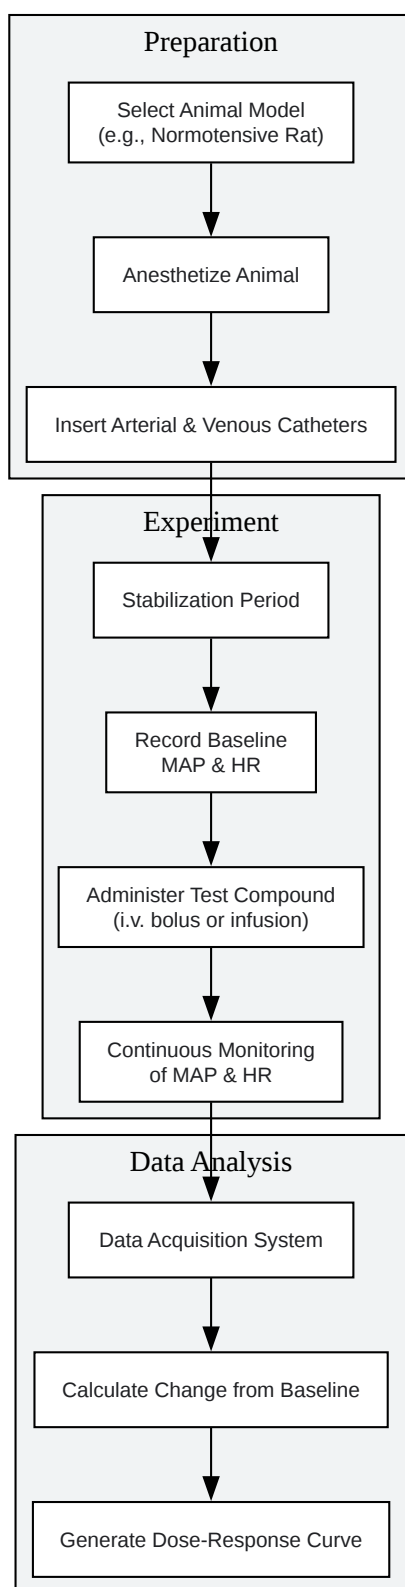 Preparation
Select Animal Model
(e.g., Normotensive Rat)
Anesthetize Animal
Insert Arterial & Venous Catheters
Experiment
Stabilization Period
Record Baseline
MAP & HR
Administer Test Compound
(i.v. bolus or infusion)
Continuous Monitoring
of MAP & HR
Data Analysis
Data Acquisition System
Calculate Change from Baseline
Generate Dose-Response Curve